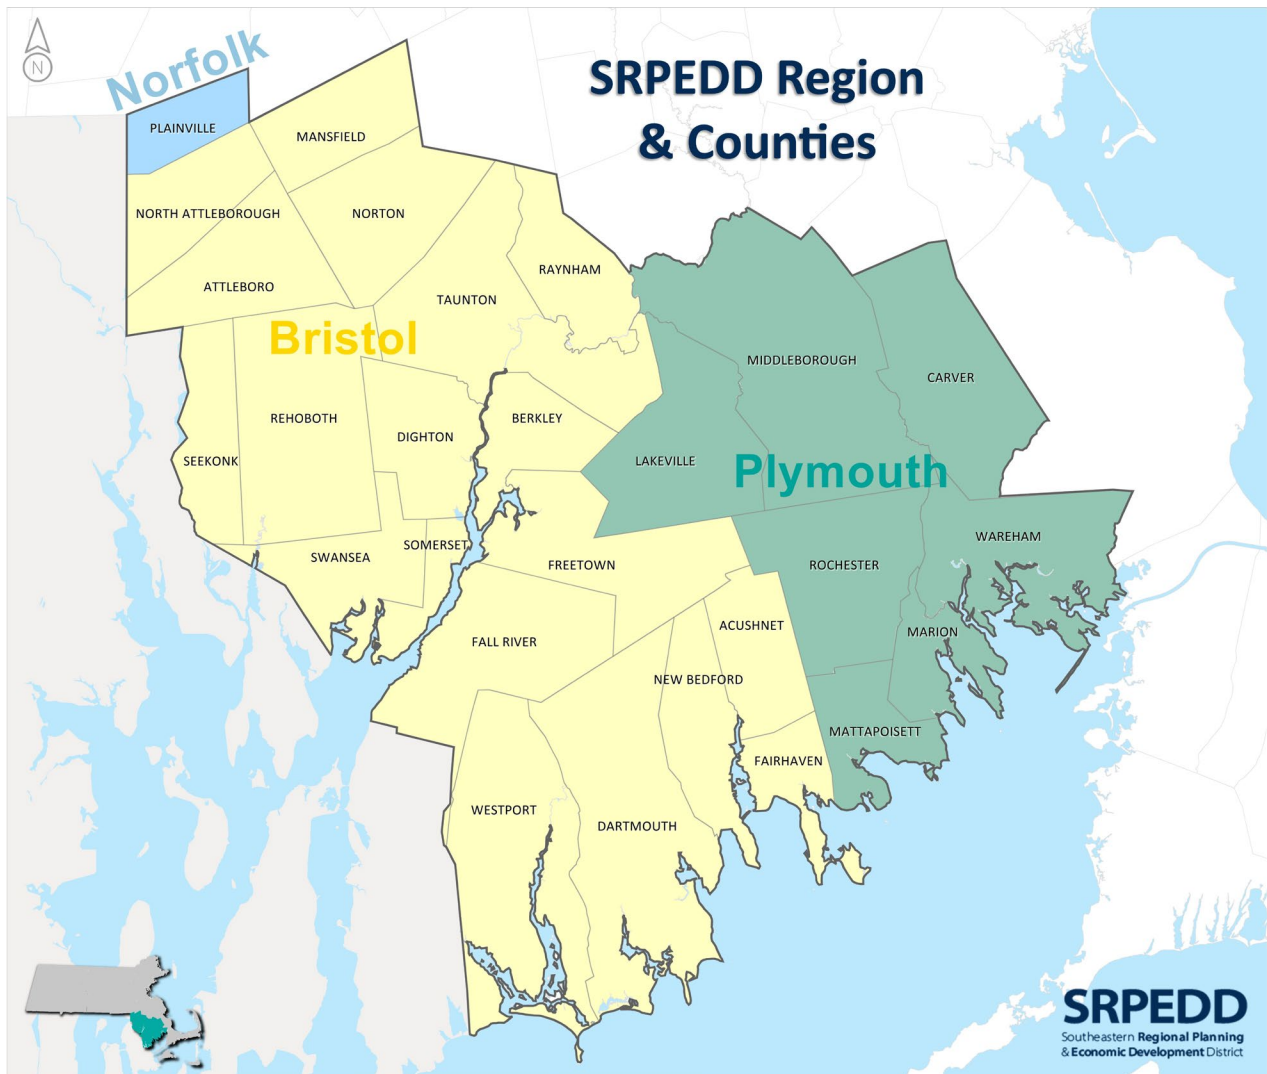 N
Norfolk
SRPEDD Region
& Counties
PLAINVILLE
MANSFIELD
NORTH ATTLEBOROUGH
NORTON
RAYNHAM
ATTLEBORO
TAUNTON
Bristol
MIDDLEBOROUGH
CARVER
REHOBOTH
BERKLEY
DIGHTON
SEEKONK
LAKEVILLE
Plymouth
WAREHAM
SOMERSET
SWANSEA
FREETOWN
ROCHESTER
ACUSHNET
MARION
FALL RIVER
NEW BEDFORD
MATTAPOISETT
FAIRHAVEN
WESTPORT
DARTMOUTH
SRPEDD
Southeastern Regional Planning
& Economic Development District